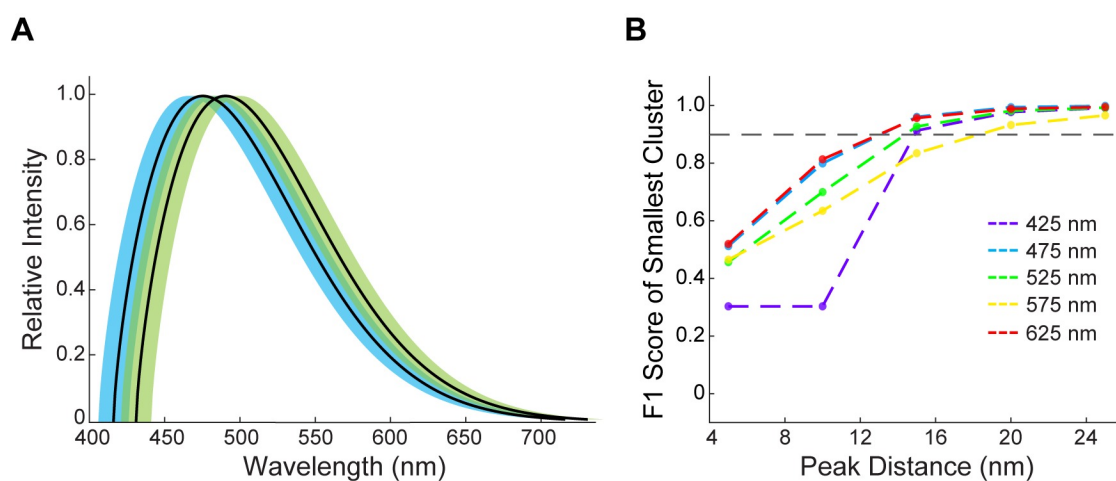 A
Relative Intensity
1.0
0.8
0.6
0.4
0.2
0
400 450 500 550 600 650 700
Wavelength (nm)
B
F1 Score of Smallest Cluster
1.0
0.8
0.6
0.4
0.2
0
425 nm
475 nm
525 nm
575 nm
625 nm
4 8 12 16 20 24
Peak Distance (nm)